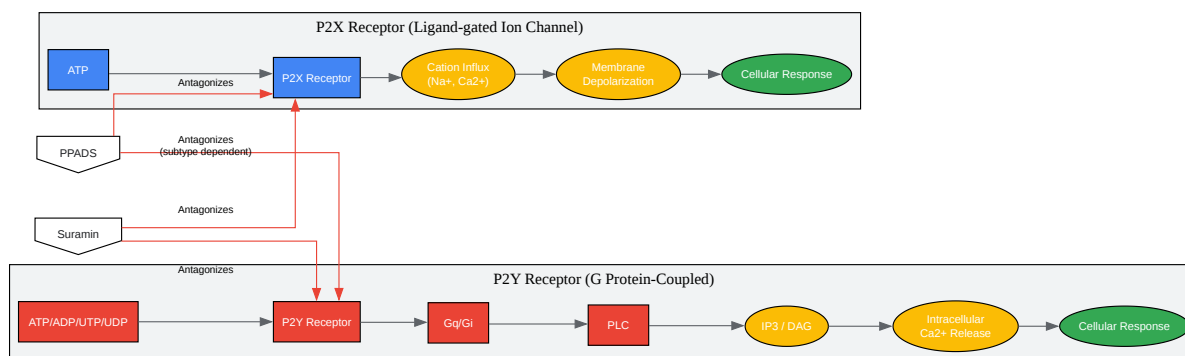 P2X Receptor (Ligand-gated Ion Channel)
ATP
Antagonizes
P2X Receptor
Cation Influx
(Na+, Ca2+)
Membrane
Depolarization
Cellular Response
PPADS
Antagonizes
(subtype dependent)
Suramin
Antagonizes
Antagonizes
P2Y Receptor (G Protein-Coupled)
ATP/ADP/UTP/UDP
P2Y Receptor
Gq/Gi
PLC
IP3 / DAG
Intracellular
Ca2+ Release
Cellular Response